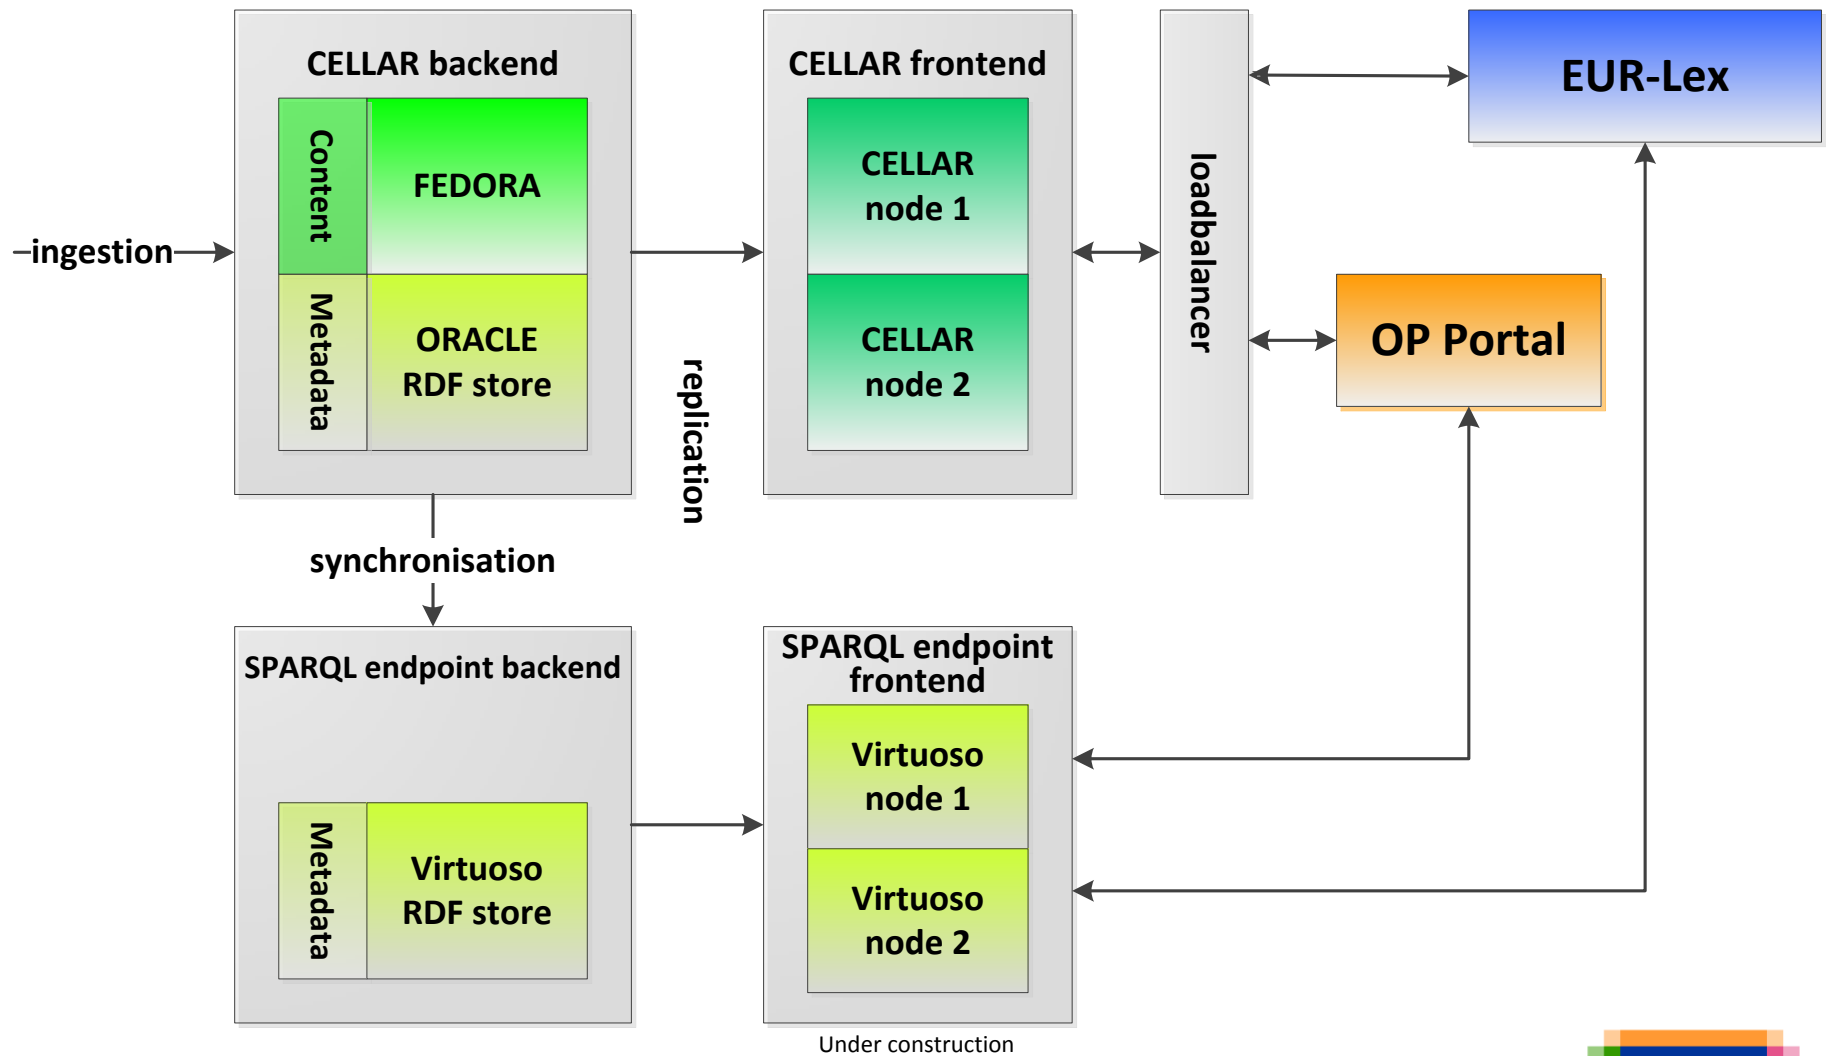 CELLAR backend
Content
FEDORA
Metadata
ORACLE
RDF store
ingestion
replication
CELLAR frontend
CELLAR
node 1
CELLAR
node 2
loadbalancer
EUR-Lex
OP Portal
synchronisation
SPARQL endpoint backend
Metadata
Virtuoso
RDF store
SPARQL endpoint
frontend
Virtuoso
node 1
Virtuoso
node 2
Under construction